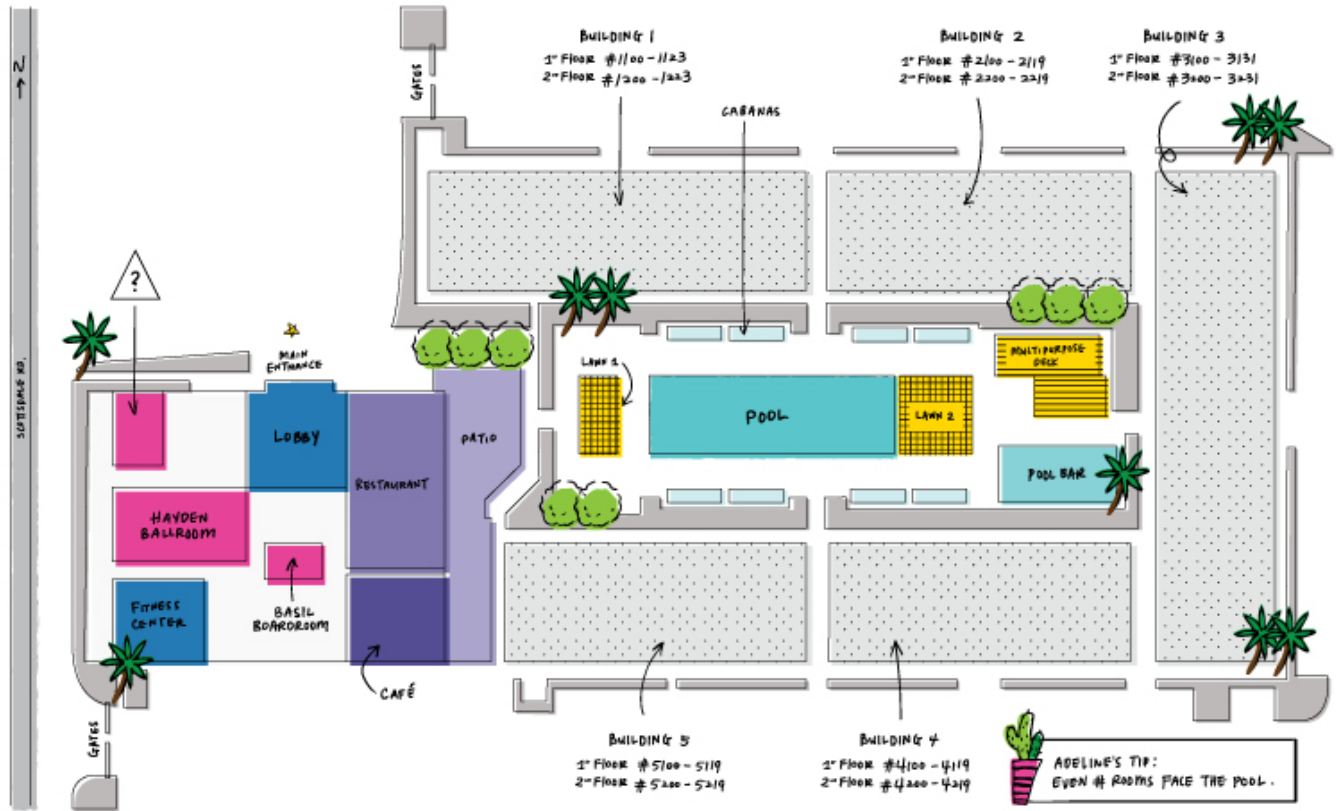 BUILDING 1
1ST FLOOR #1100 - 1123
2ND FLOOR #1200 - 1223
BUILDING 2
1ST FLOOR #2100 - 2119
2ND FLOOR #2200 - 2219
BUILDING 3
1ST FLOOR #3100 - 3131
2ND FLOOR #3200 - 3231
N
GATES
CABANAS
?
MAIN
ENTRANCE
SCOTTSDALE RD.
LOBBY
PATIO
RESTAURANT
HAYDEN
BALLROOM
FITNESS
CENTER
BASIL
BOARDROOM
CAFÉ
GATES
LAWN 1
POOL
LAWN 2
MULTIPURPOSE
DECK
POOL BAR
BUILDING 5
1ST FLOOR #5100 - 5119
2ND FLOOR #5200 - 5219
BUILDING 4
1ST FLOOR #4100 - 4119
2ND FLOOR #4200 - 4219
ADELINE'S TIP:
EVEN # ROOMS FACE THE POOL.